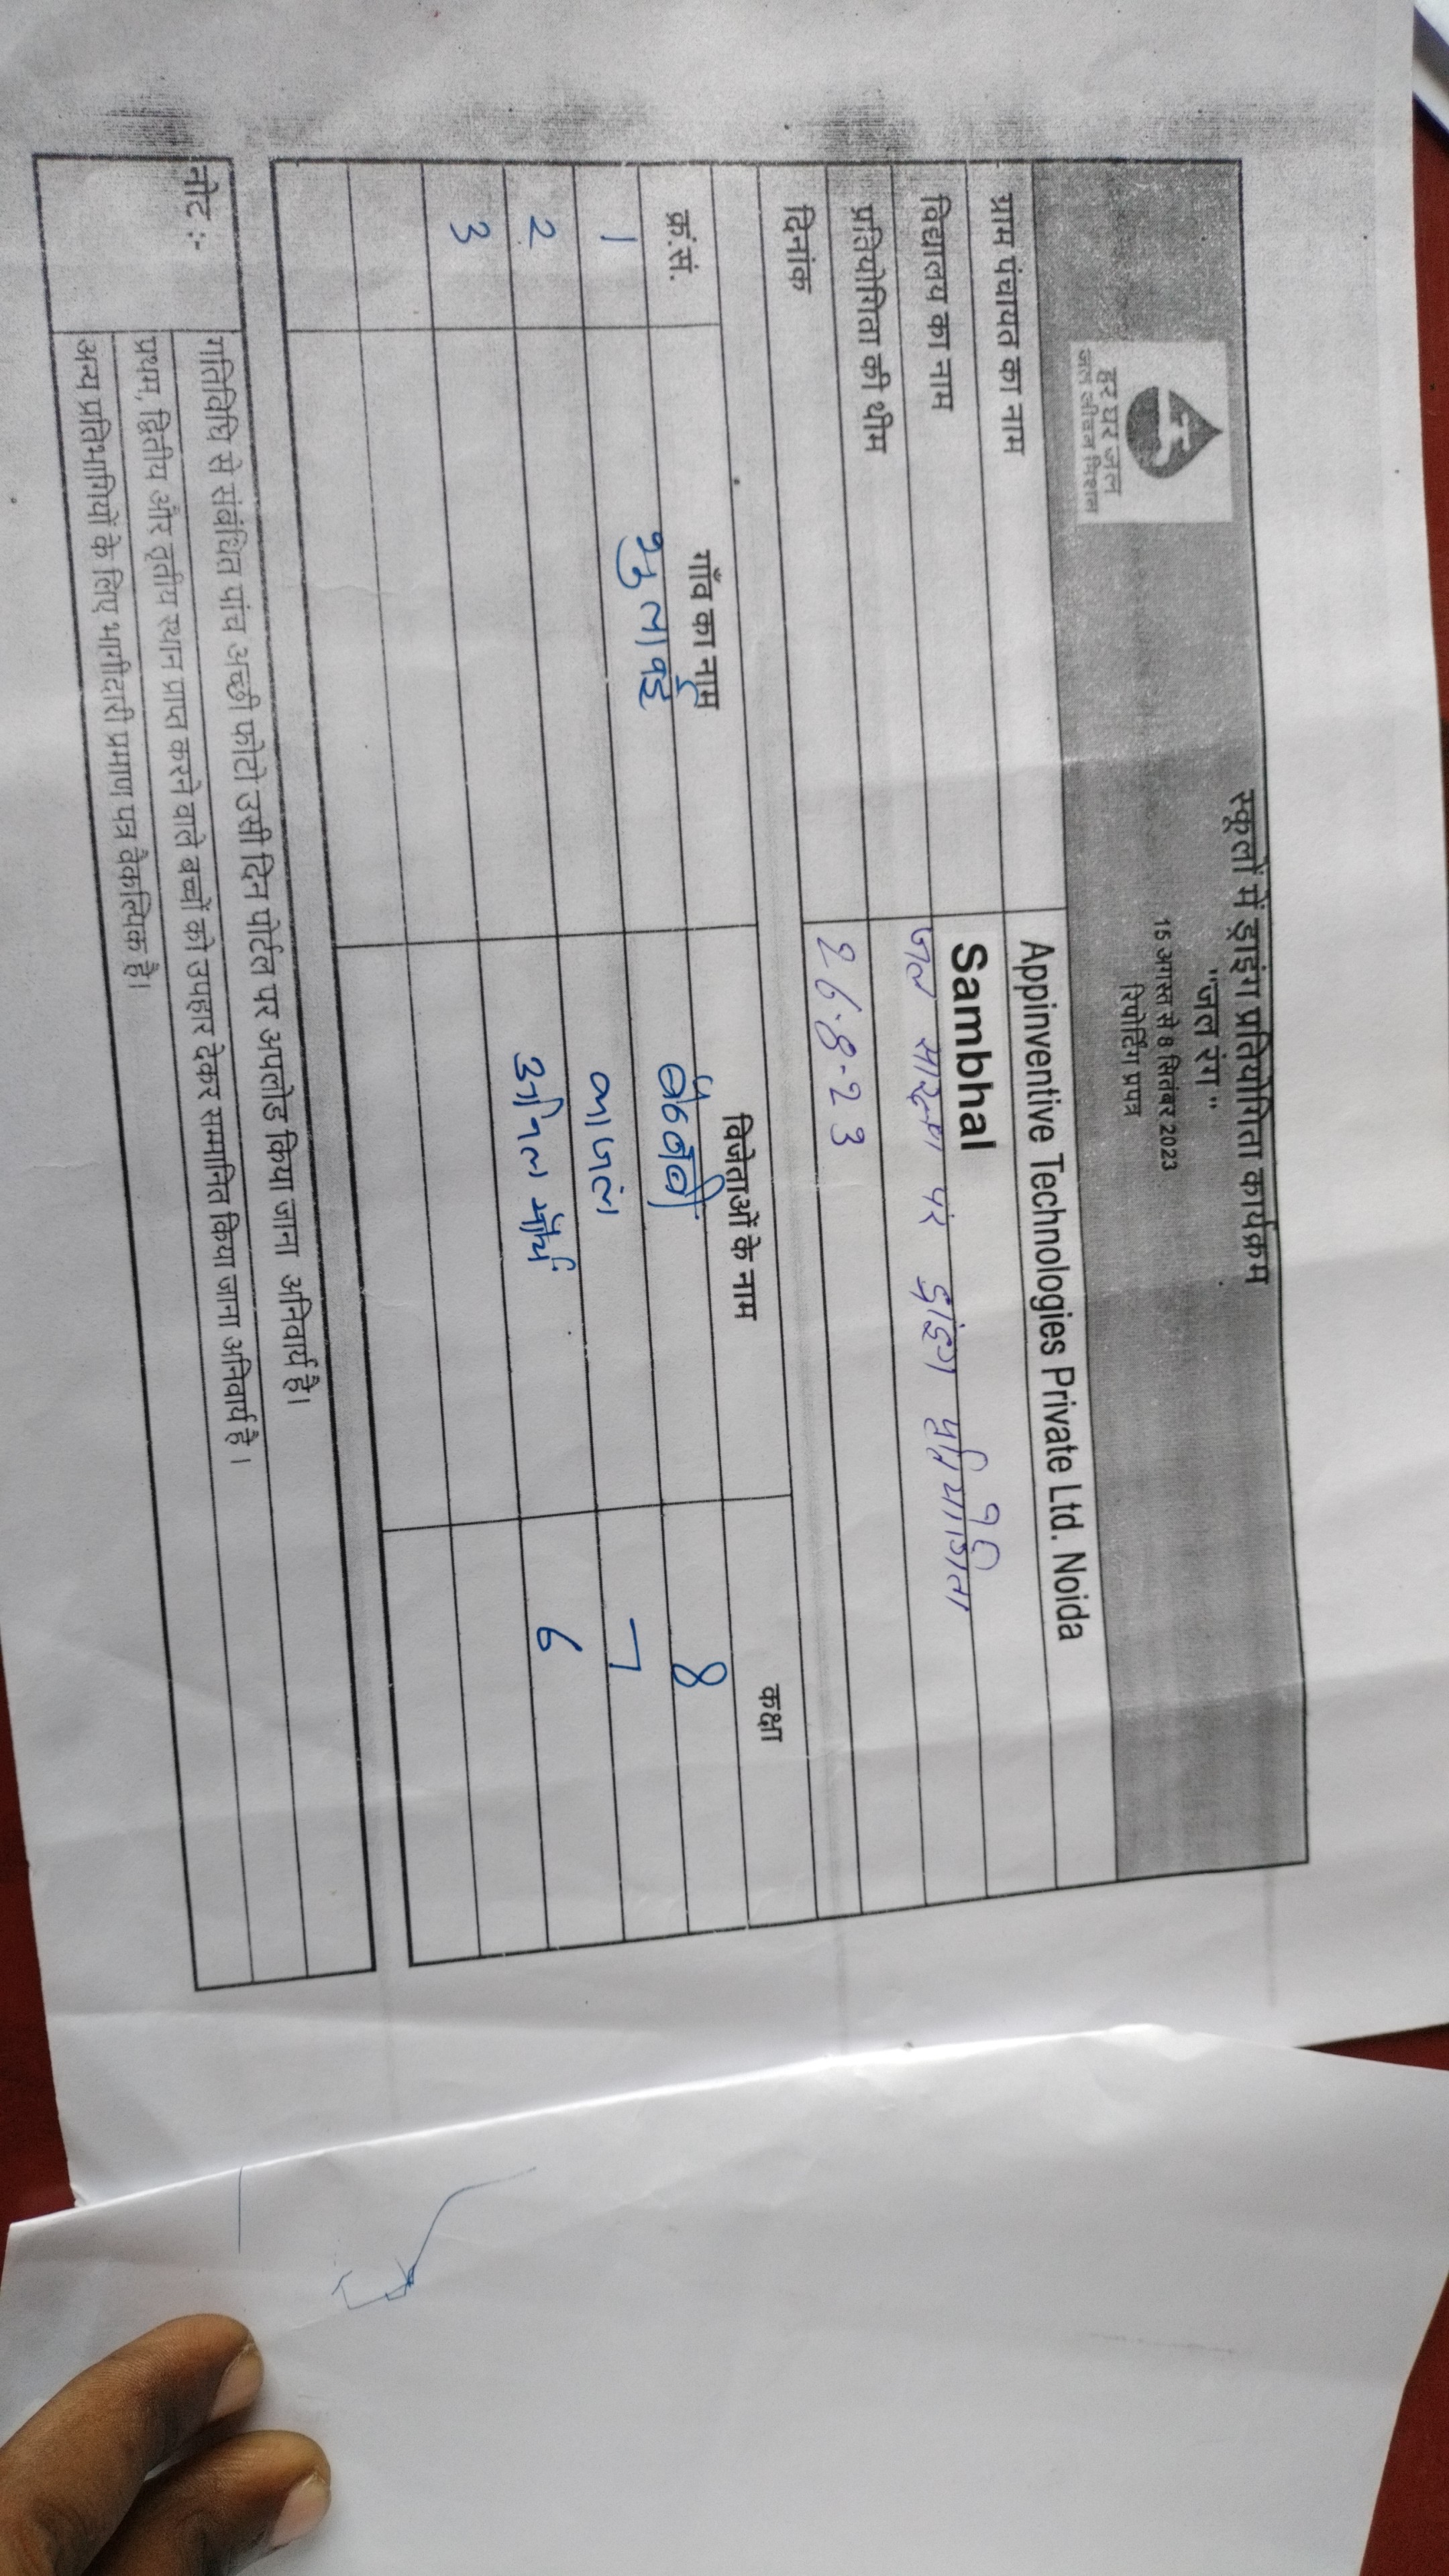 स्कूलों में ड्राइंग प्रतियोगिता कार्यक्रम
"जल रंग"
15 अगस्त से 8 सितंबर 2023
रिपोर्टिंग प्रपत्र
हर घर जल
जल जीवन मिशन
Appinventive Technologies Private Ltd. Noida
ग्राम पंचायत का नाम Sambhal
विद्यालय का नाम जल पर ड्राइंग प्रतियोगिता
प्रतियोगिता की थीम 26.8.23
दिनांक
क्रं.सं. गाँव का नाम विजेताओं के नाम कक्षा
1 8
2 काजल 7
3 6
नोट :- गतिविधि से संबंधित पांच अच्छी फोटो उसी दिन पोर्टल पर अपलोड किया जाना अनिवार्य है।
प्रथम, द्वितीय और तृतीय स्थान प्राप्त करने वाले बच्चों को उपहार देकर सम्मानित किया जाना अनिवार्य है।
अन्य प्रतिभागियों के लिए भागीदारी प्रमाण पत्र वैकल्पिक है।